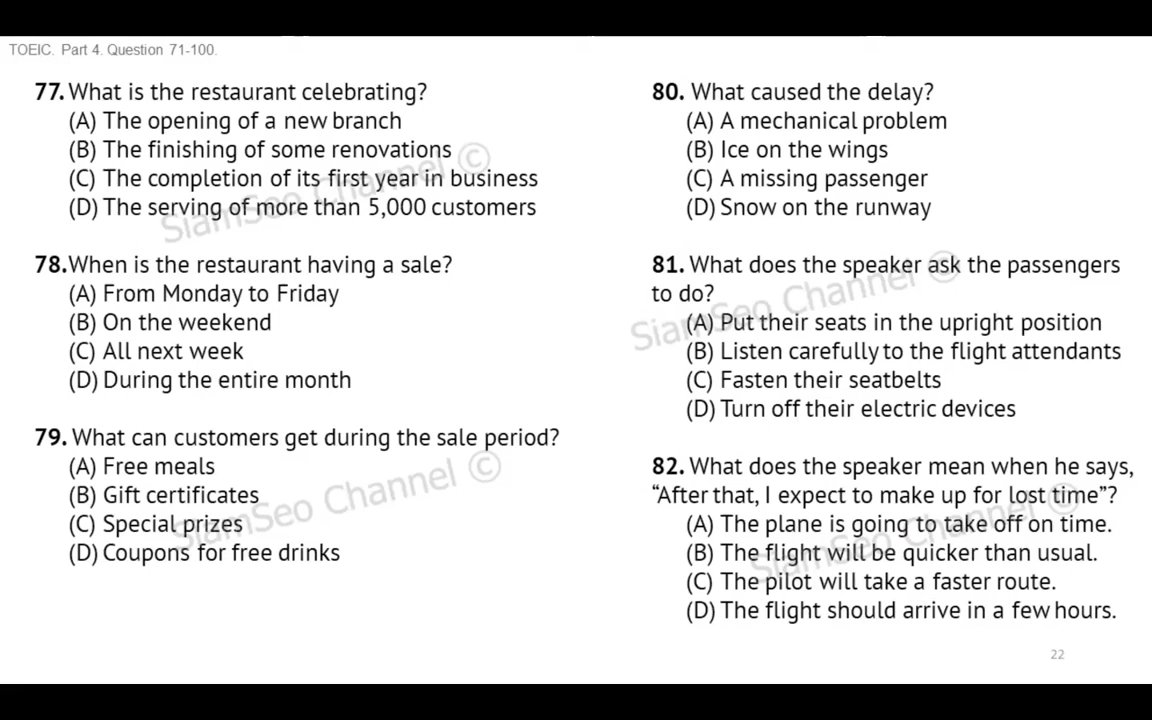 TOEIC. Part 4. Question 71-100.
77. What is the restaurant celebrating?
(A) The opening of a new branch
(B) The finishing of some renovations
(C) The completion of its first year in business
(D) The serving of more than 5,000 customers
78. When is the restaurant having a sale?
(A) From Monday to Friday
(B) On the weekend
(C) All next week
(D) During the entire month
79. What can customers get during the sale period?
(A) Free meals
(B) Gift certificates
(C) Special prizes
(D) Coupons for free drinks
SiamSeo Channel ©
SiamSeo Channel ©
80. What caused the delay?
(A) A mechanical problem
(B) Ice on the wings
(C) A missing passenger
(D) Snow on the runway
81. What does the speaker ask the passengers
to do?
(A) Put their seats in the upright position
(B) Listen carefully to the flight attendants
(C) Fasten their seatbelts
(D) Turn off their electric devices
82. What does the speaker mean when he says,
“After that, I expect to make up for lost time”?
(A) The plane is going to take off on time.
(B) The flight will be quicker than usual.
(C) The pilot will take a faster route.
(D) The flight should arrive in a few hours.
SiamSeo Channel ©
SiamSeo Channel ©
22